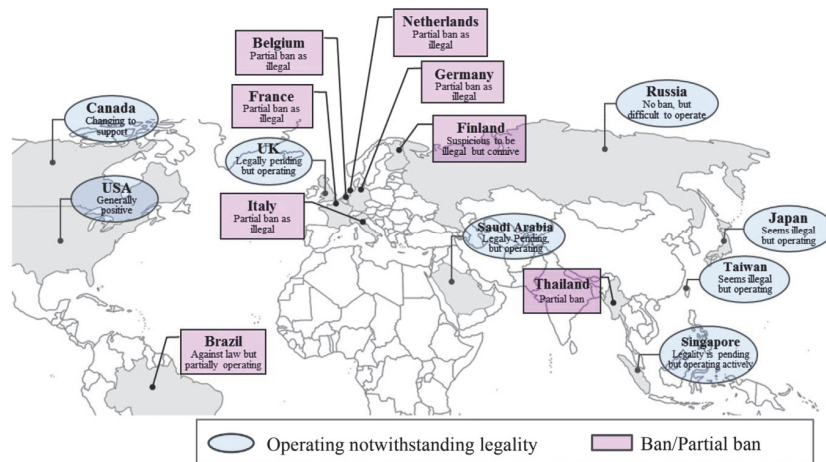 Netherlands
Partial ban as
illegal
Belgium
Partial ban as
illegal
Germany
Partial ban as
illegal
France
Partial ban as
illegal
Russia
No ban, but
difficult to operate
Canada
Changing to
support
Finland
Suspicious to be
illegal but connive
UK
Legally pending
but operating
USA
Generally
positive
Italy
Partial ban as
illegal
Saudi Arabia
Legaly Pending,
but operating
Japan
Seems illegal
but operating
Taiwan
Seems illegal
but operating
Thailand
Partial ban
Brazil
Against law but
partially operating
Singapore
Legality is pending
but operating actively
Operating notwithstanding legality
Ban/Partial ban